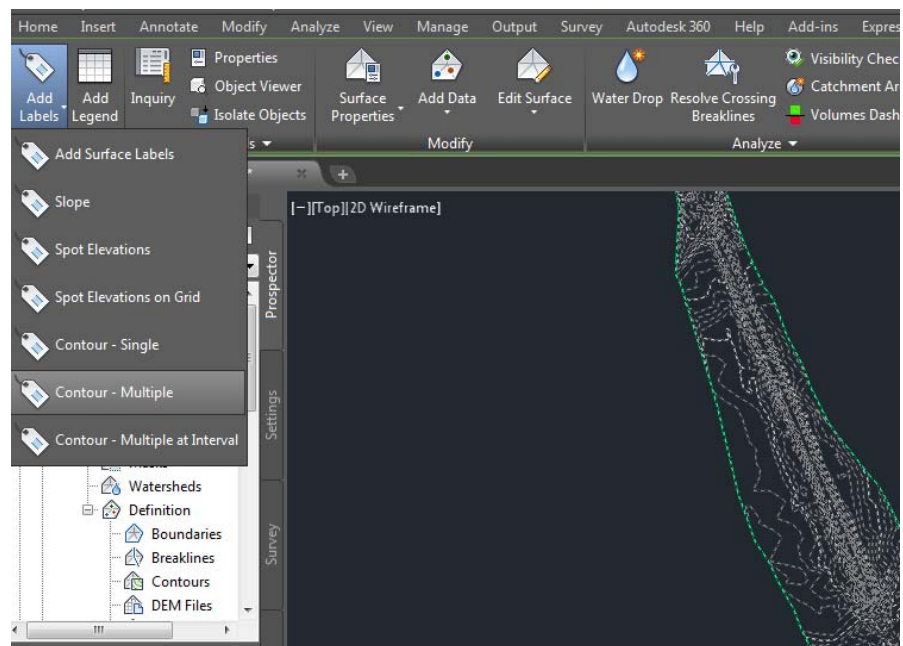 Home Insert Annotate Modify Analyze View Manage Output Survey Autodesk 360 Help Add-ins Expres
Add Labels
Add Legend
Inquiry
Properties
Object Viewer
Isolate Objects
Surface Properties
Add Data
Edit Surface
Modify
Water Drop
Resolve Crossing Breaklines
Visibility Chec
Catchment Ar
Volumes Dash
Analyze
Add Surface Labels
Slope
Spot Elevations
Spot Elevations on Grid
Contour - Single
Contour - Multiple
Contour - Multiple at Interval
Watersheds
Definition
Boundaries
Breaklines
Contours
DEM Files
Prospector
Settings
Survey
[−][Top][2D Wireframe]